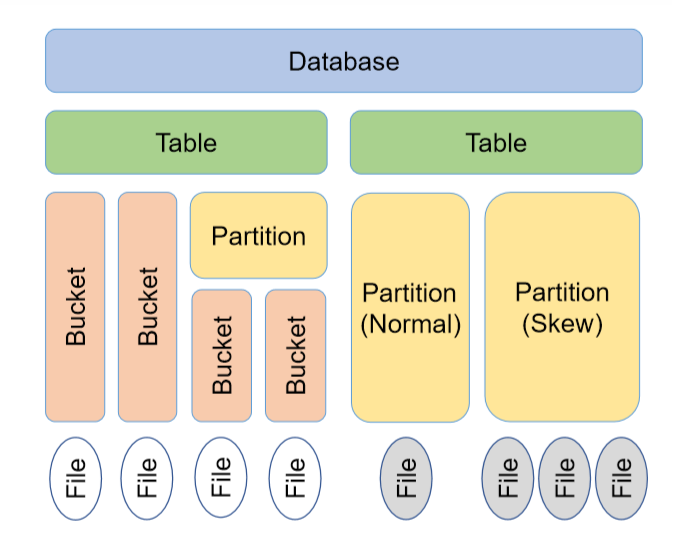 Database
Table
Table
Bucket
Bucket
Partition
Bucket
Bucket
Partition
(Normal)
Partition
(Skew)
File
File
File
File
File
File
File
File